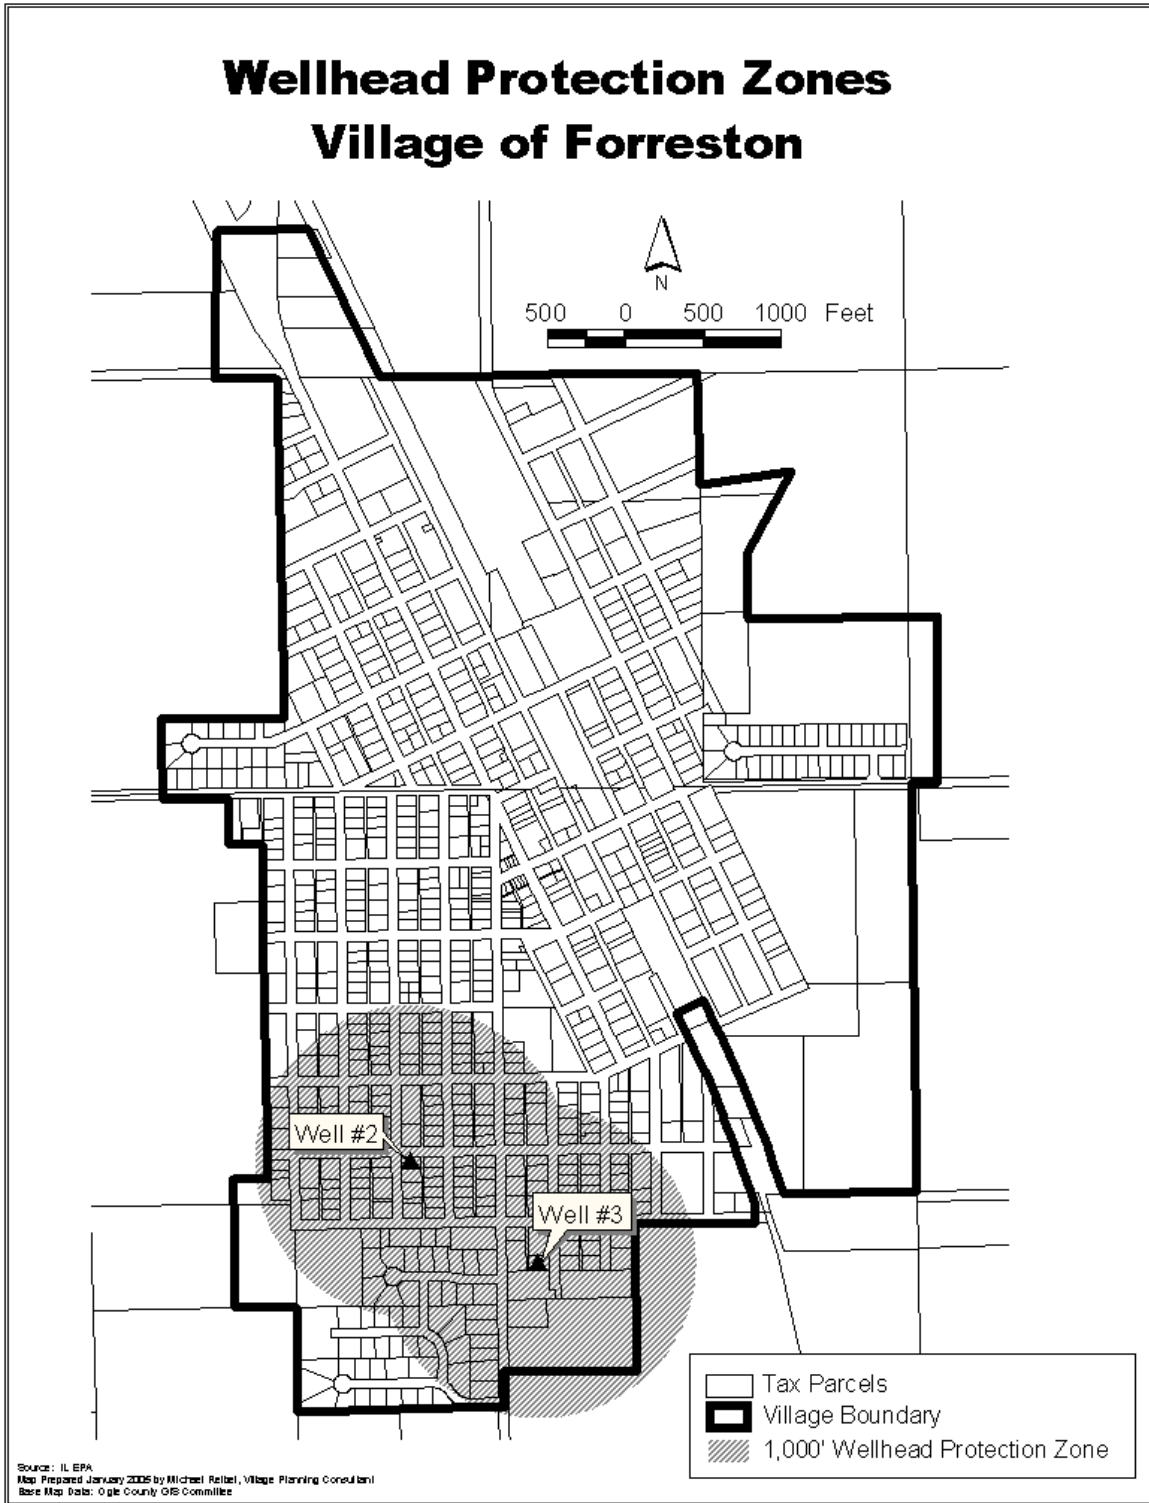 Wellhead Protection Zones
Village of Forreston
N
500 0 500 1000 Feet
Well #2
Well #3
Tax Parcels
Village Boundary
1,000' Wellhead Protection Zone
Source: IL EPA
Map Prepared January 2005 by Michael Reibel, Village Planning Consultant
Base Map Data: Ogle County GIS Committee